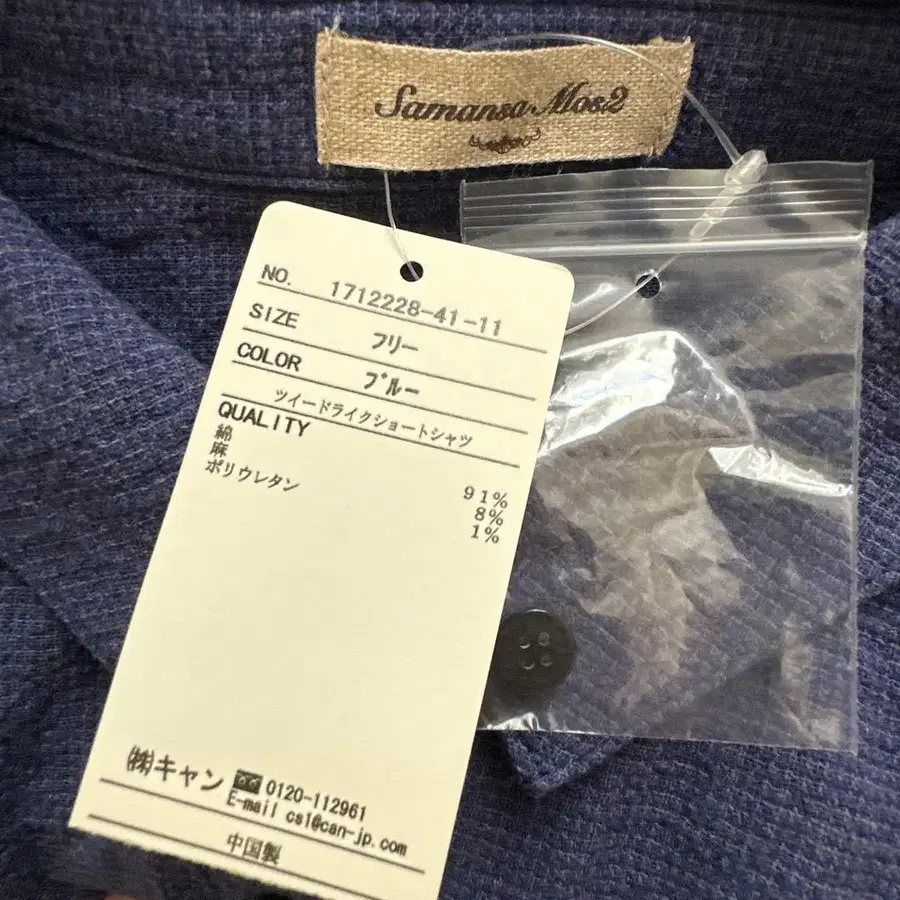 Samansa Mos2
NO. 1712228-41-11
SIZE フリー
COLOR ブルー
ツイードライクショートシャツ
QUALITY
綿 91%
麻 8%
ポリウレタン 1%
㈱キャン 0120-112961
E-mail cs1@can-jp.com
中国製